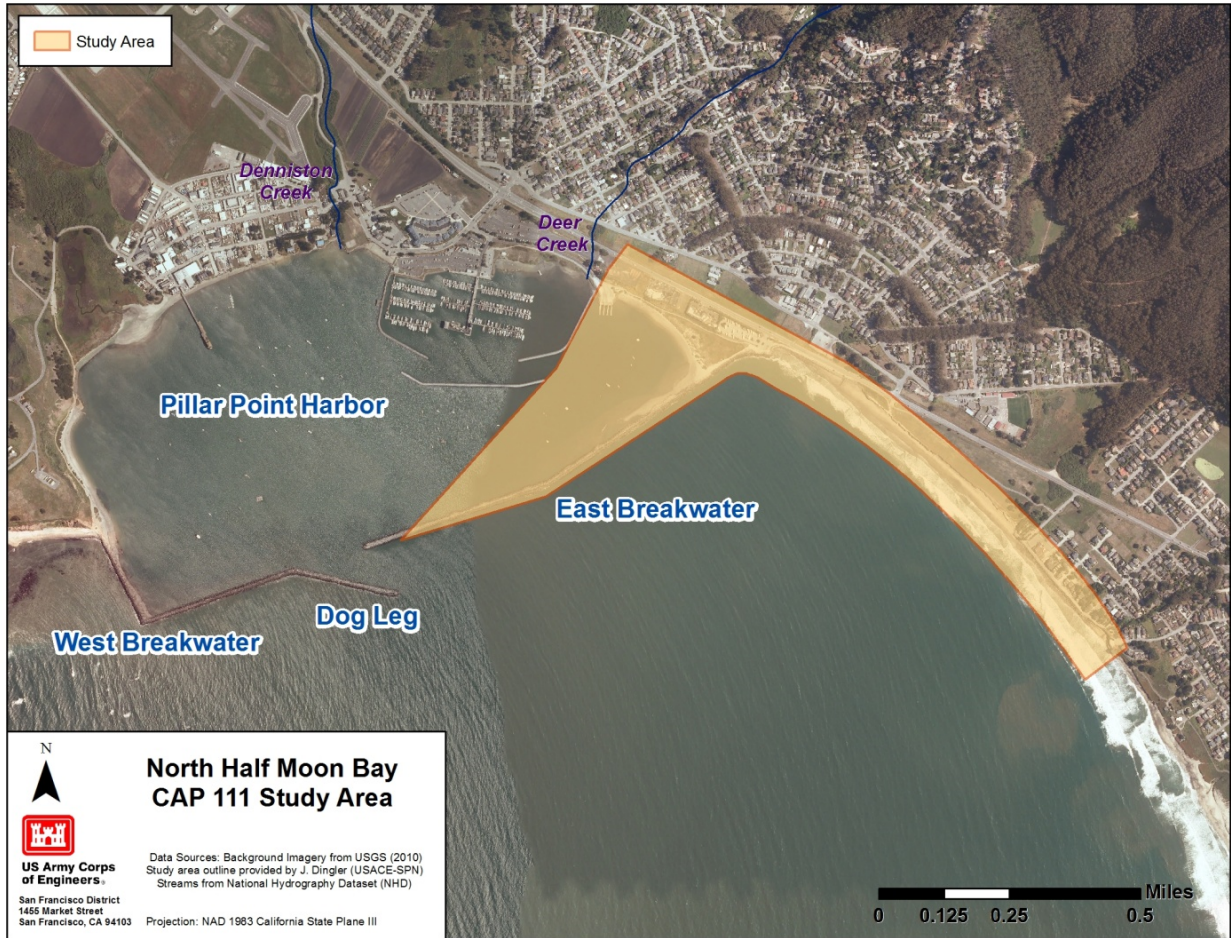 Study Area
Denniston
Creek
Deer
Creek
Pillar Point Harbor
East Breakwater
Dog Leg
West Breakwater
N
North Half Moon Bay
CAP 111 Study Area
US Army Corps
of Engineers®
San Francisco District
1455 Market Street
San Francisco, CA 94103
Data Sources: Background Imagery from USGS (2010)
Study area outline provided by J. Dingler (USACE-SPN)
Streams from National Hydrography Dataset (NHD)
Projection: NAD 1983 California State Plane III
Miles
0 0.125 0.25 0.5